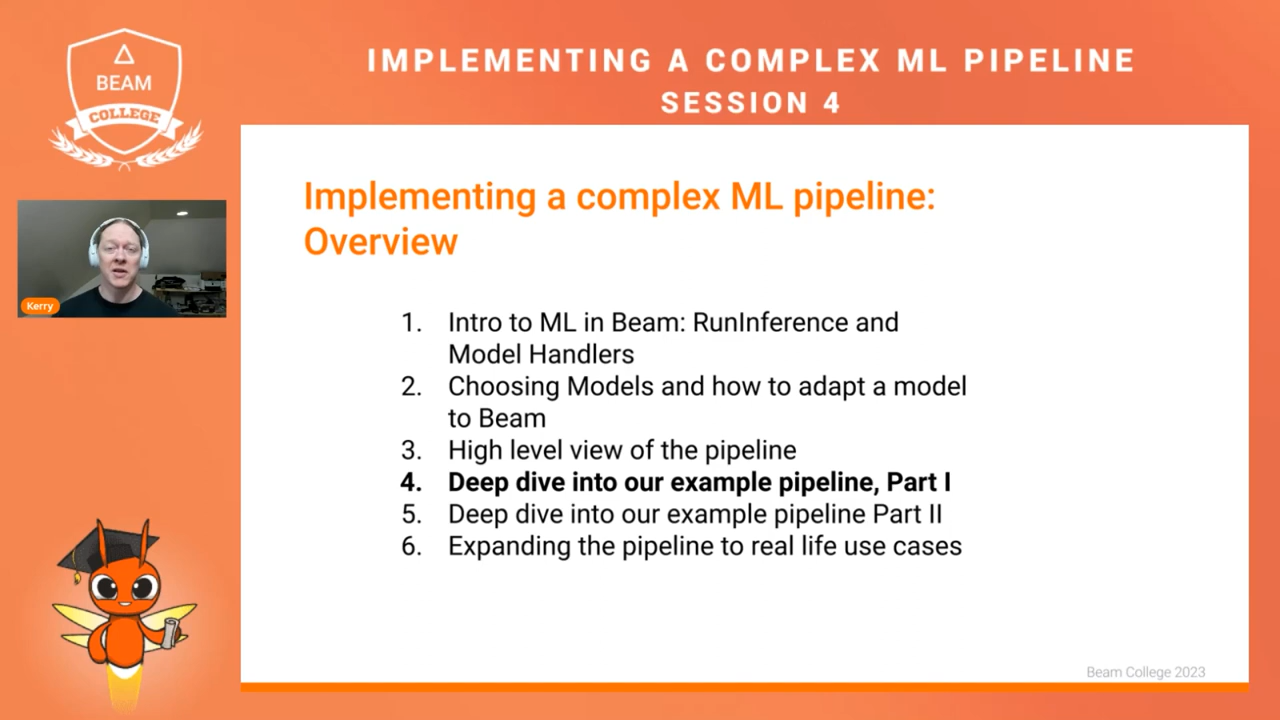 BEAM
COLLEGE
IMPLEMENTING A COMPLEX ML PIPELINE
SESSION 4
Kerry
Implementing a complex ML pipeline:
Overview
1. Intro to ML in Beam: RunInference and
Model Handlers
2. Choosing Models and how to adapt a model
to Beam
3. High level view of the pipeline
4. Deep dive into our example pipeline, Part I
5. Deep dive into our example pipeline Part II
6. Expanding the pipeline to real life use cases
Beam College 2023